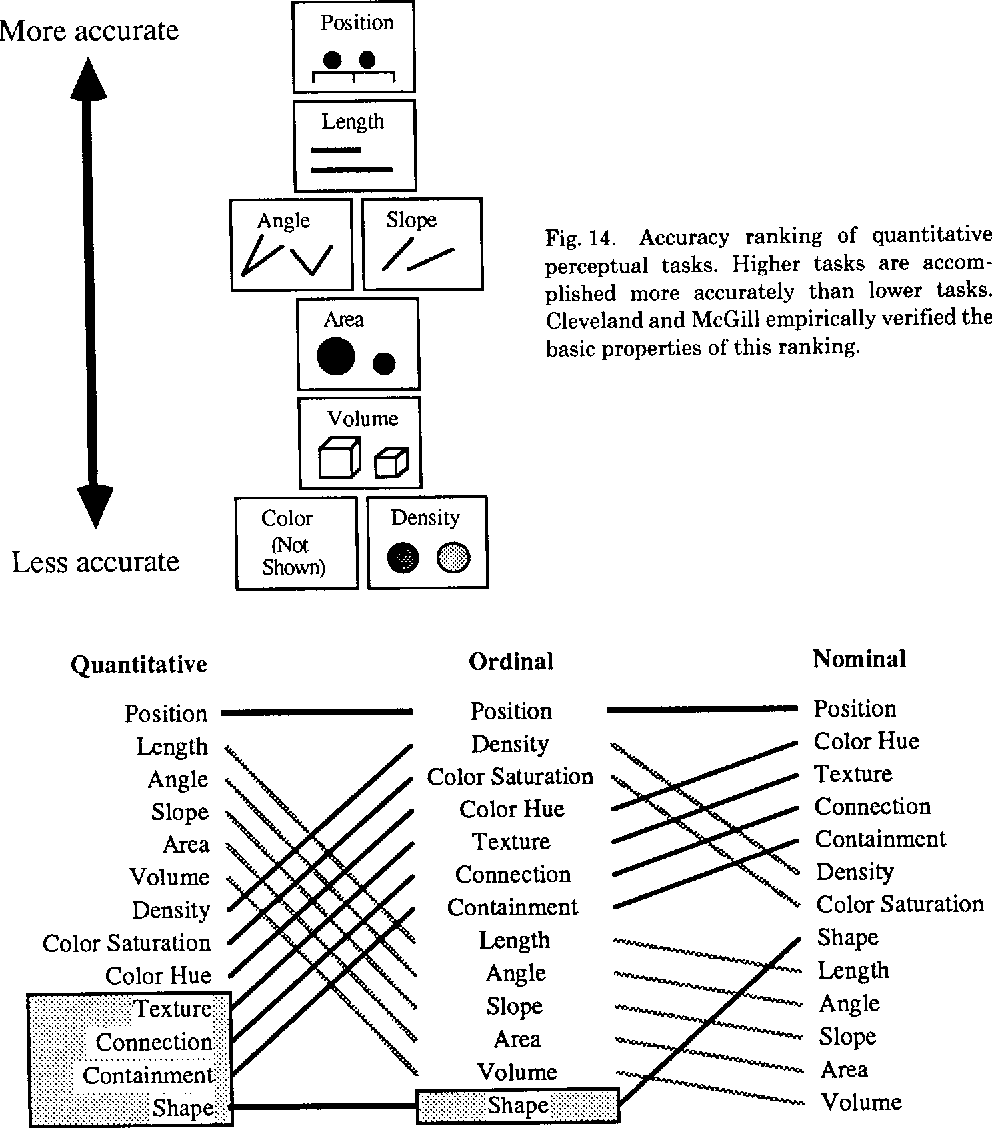 More accurate
Position
Length
Angle
Slope
Area
Volume
Color
(Not
Shown)
Density
Less accurate
Fig. 14. Accuracy ranking of quantitative
perceptual tasks. Higher tasks are accom-
plished more accurately than lower tasks.
Cleveland and McGill empirically verified the
basic properties of this ranking.
Quantitative
Position
Length
Angle
Slope
Area
Volume
Density
Color Saturation
Color Hue
Texture
Connection
Containment
Shape
Ordinal
Position
Density
Color Saturation
Color Hue
Texture
Connection
Containment
Length
Angle
Slope
Area
Volume
Shape
Nominal
Position
Color Hue
Texture
Connection
Containment
Density
Color Saturation
Shape
Length
Angle
Slope
Area
Volume